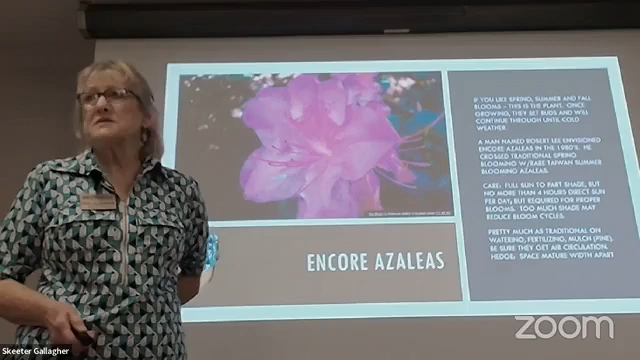 IF YOU LIKE SPRING, SUMMER AND FALL
BLOOMS – THIS IS THE PLANT. ONCE
GROWING, THEY SET BUDS AND WILL
CONTINUE THROUGH UNTIL COLD
WEATHER.
A MAN NAMED ROBERT LEE ENVISIONED
ENCORE AZALEAS IN THE 1980'S. HE
CROSSED TRADITIONAL SPRING
BLOOMING W/RARE TAIWAN SUMMER
BLOOMING AZALEAS.
CARE: FULL SUN TO PART SHADE, BUT
NO MORE THAN 4 HOURS DIRECT SUN
PER DAY; BUT REQUIRED FOR PROPER
BLOOMS. TOO MUCH SHADE MAY
REDUCE BLOOM CYCLES.
PRETTY MUCH AS TRADITIONAL ON
WATERING, FERTILIZING, MULCH (PINE).
BE SURE THEY GET AIR CIRCULATION.
HEDGE: SPACE MATURE WIDTH APART
ENCORE AZALEAS
zoom
Skeeter Gallagher